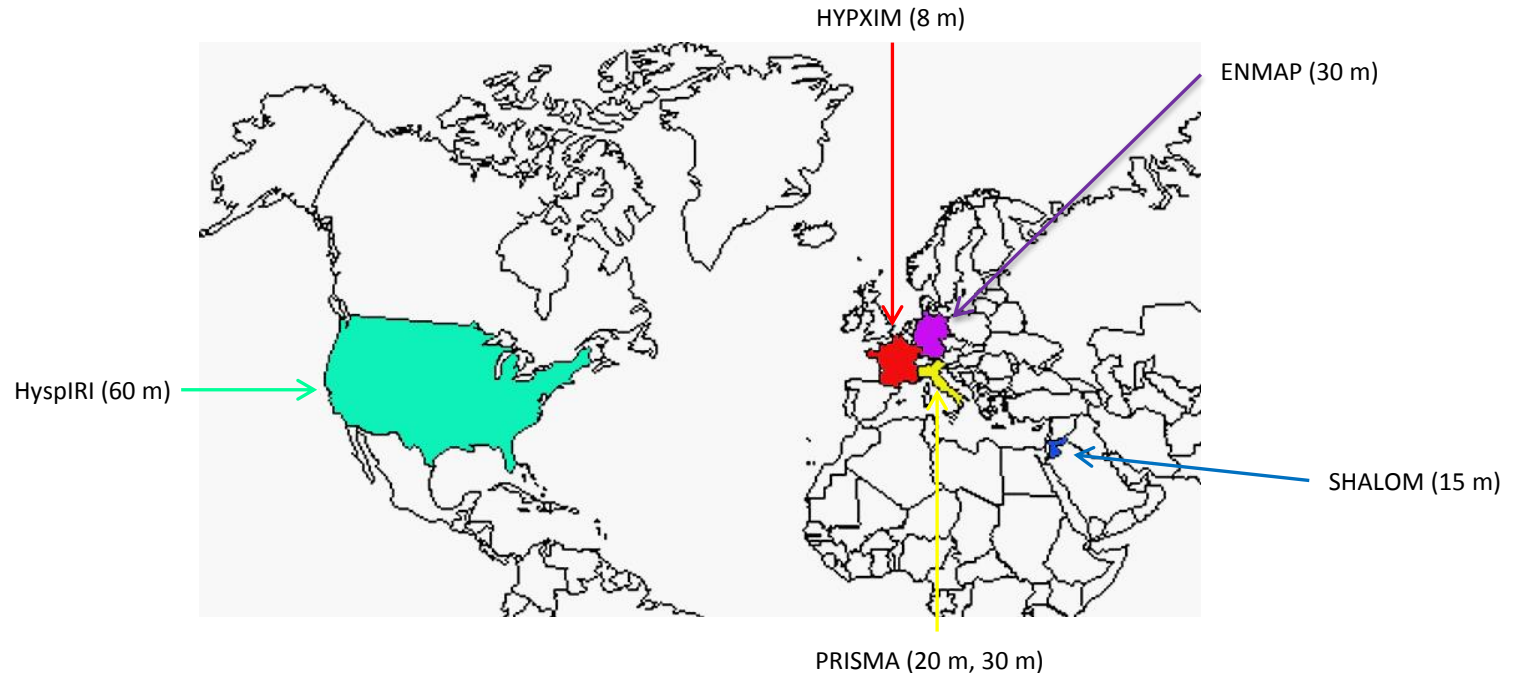 HYPXIM (8 m)
ENMAP (30 m)
HyspIRI (60 m)
SHALOM (15 m)
PRISMA (20 m, 30 m)